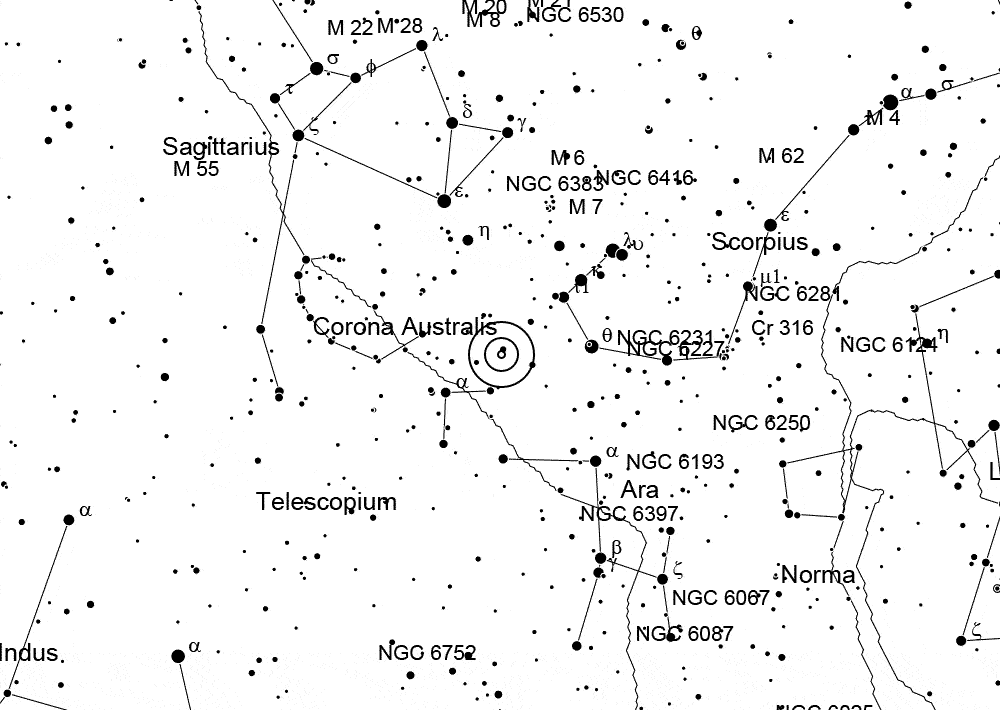 M 20
M 21
NGC 6530
M 8
M 22
M 28
λ
θ
σ
φ
τ
α
σ
M 4
δ
γ
ζ
Sagittarius
M 55
M 6
M 62
NGC 6383
NGC 6416
ε
M 7
ε
Scorpius
η
λ
υ
κ
μ1
ι1
NGC 6281
Corona Australis
θ
NGC 6231
NGC 6227
Cr 316
NGC 6124
η
α
NGC 6250
α
NGC 6193
Telescopium
Ara
NGC 6397
α
β
γ
ζ
Norma
NGC 6067
NGC 6087
ζ
Indus
α
NGC 6752